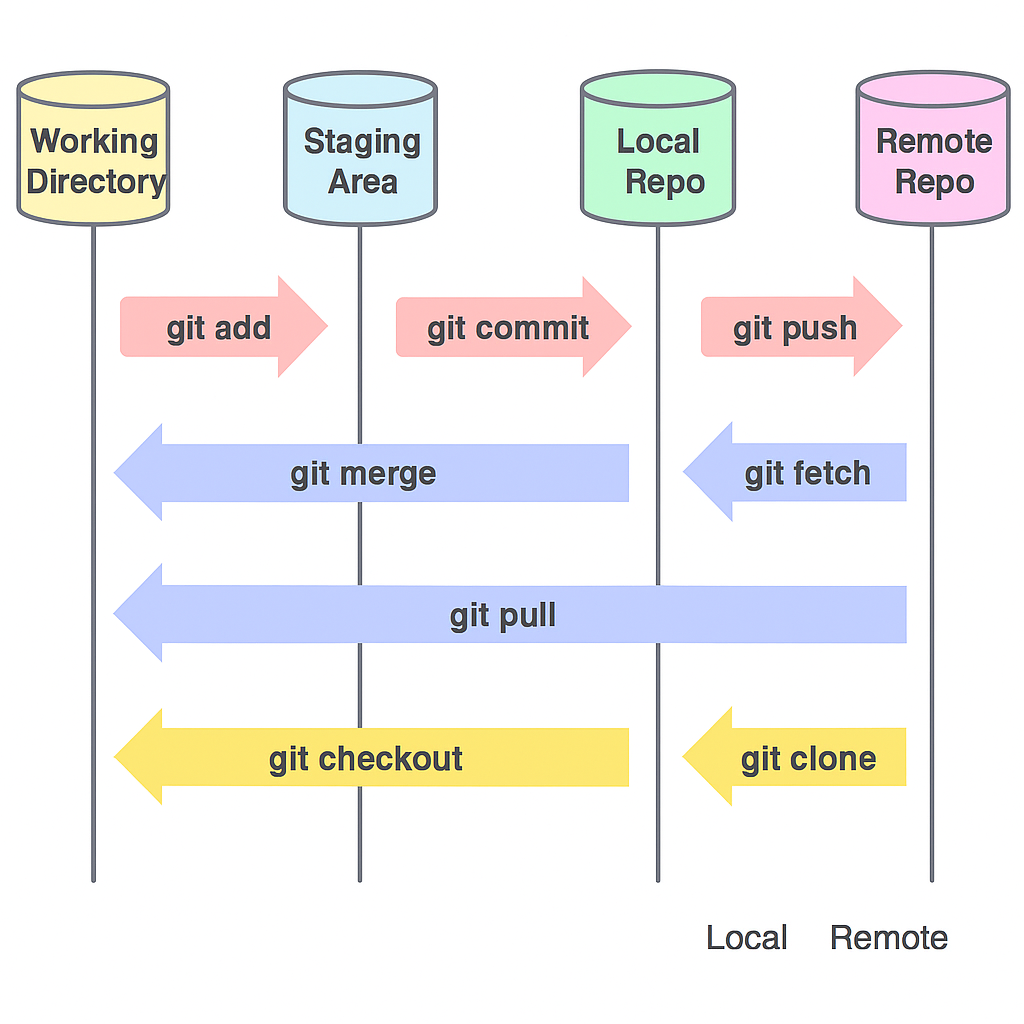 Working
Directory
Staging
Area
Local
Repo
Remote
Repo
git add
git commit
git push
git merge
git fetch
git pull
git checkout
git clone
Local
Remote